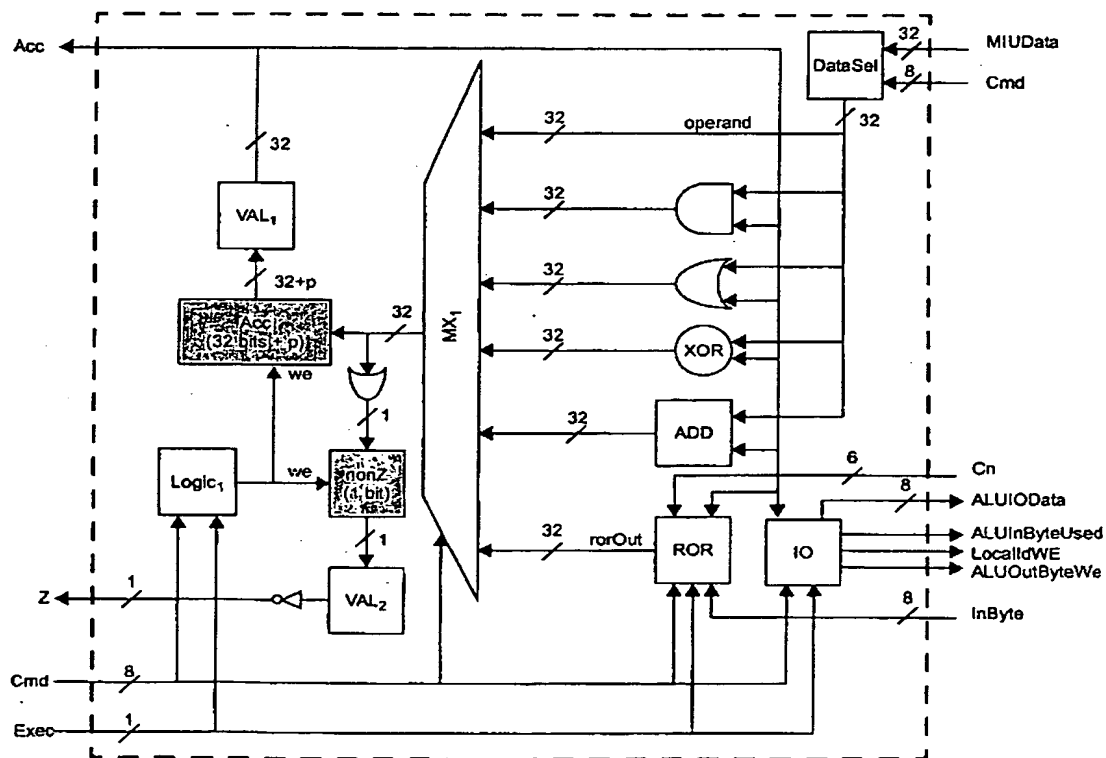 Acc
32
MIUData
8
Cmd
DataSel
32
32
operand
32
VAL₁
32
32+p
32
Acc
(32 bits + p)
32
MX₁
32
XOR
we
1
32
ADD
Logic₁
we
nonZ
(1 bit)
6
Cn
8
ALUIOData
1
32
rorOut
ROR
IO
ALUInByteUsed
LocalIdWE
ALUOutByteWe
Z
1
VAL₂
8
InByte
Cmd
8
Exec
1